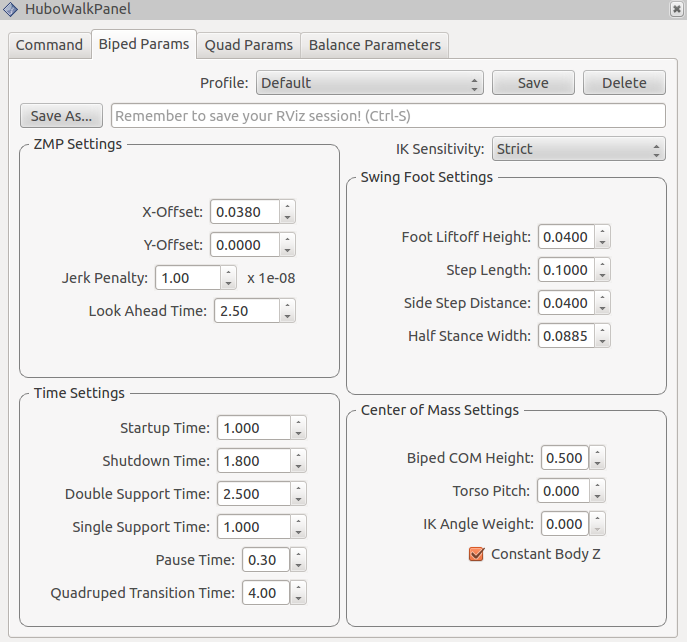 HuboWalkPanel
Command Biped Params Quad Params Balance Parameters
Profile: Default Save Delete
Save As... Remember to save your RViz session! (Ctrl-S)
ZMP Settings
X-Offset: 0.0380
Y-Offset: 0.0000
Jerk Penalty: 1.00 x 1e-08
Look Ahead Time: 2.50
IK Sensitivity: Strict
Swing Foot Settings
Foot Liftoff Height: 0.0400
Step Length: 0.1000
Side Step Distance: 0.0400
Half Stance Width: 0.0885
Time Settings
Startup Time: 1.000
Shutdown Time: 1.800
Double Support Time: 2.500
Single Support Time: 1.000
Pause Time: 0.30
Quadruped Transition Time: 4.00
Center of Mass Settings
Biped COM Height: 0.500
Torso Pitch: 0.000
IK Angle Weight: 0.000
Constant Body Z